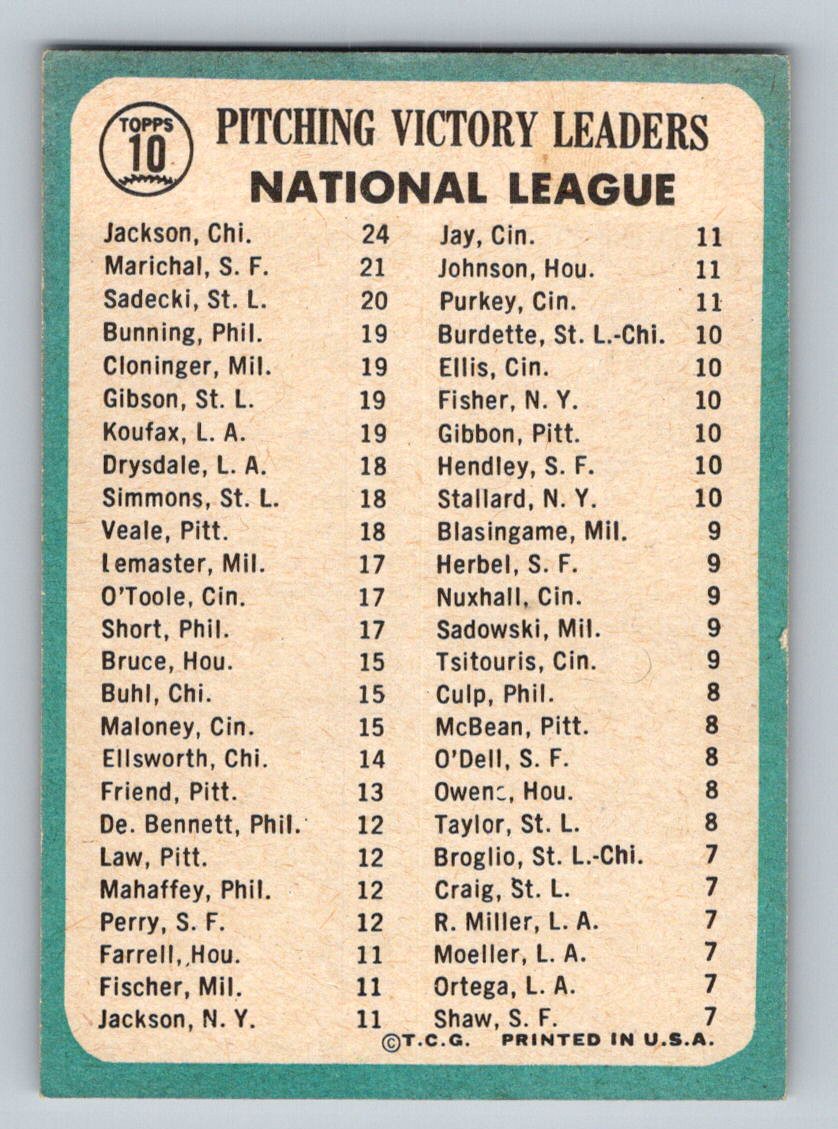 TOPPS
10
PITCHING VICTORY LEADERS
NATIONAL LEAGUE
Jackson, Chi. 24
Marichal, S. F. 21
Sadecki, St. L. 20
Bunning, Phil. 19
Cloninger, Mil. 19
Gibson, St. L. 19
Koufax, L. A. 19
Drysdale, L. A. 18
Simmons, St. L. 18
Veale, Pitt. 18
Lemaster, Mil. 17
O'Toole, Cin. 17
Short, Phil. 17
Bruce, Hou. 15
Buhl, Chi. 15
Maloney, Cin. 15
Ellsworth, Chi. 14
Friend, Pitt. 13
De. Bennett, Phil. 12
Law, Pitt. 12
Mahaffey, Phil. 12
Perry, S. F. 12
Farrell, Hou. 11
Fischer, Mil. 11
Jackson, N. Y. 11
Jay, Cin. 11
Johnson, Hou. 11
Purkey, Cin. 11
Burdette, St. L.-Chi. 10
Ellis, Cin. 10
Fisher, N. Y. 10
Gibbon, Pitt. 10
Hendley, S. F. 10
Stallard, N. Y. 10
Blasingame, Mil. 9
Herbel, S. F. 9
Nuxhall, Cin. 9
Sadowski, Mil. 9
Tsitouris, Cin. 9
Culp, Phil. 8
McBean, Pitt. 8
O'Dell, S. F. 8
Owens, Hou. 8
Taylor, St. L. 8
Broglio, St. L.-Chi. 7
Craig, St. L. 7
R. Miller, L. A. 7
Moeller, L. A. 7
Ortega, L. A. 7
Shaw, S. F. 7
©T.C.G. PRINTED IN U.S.A.